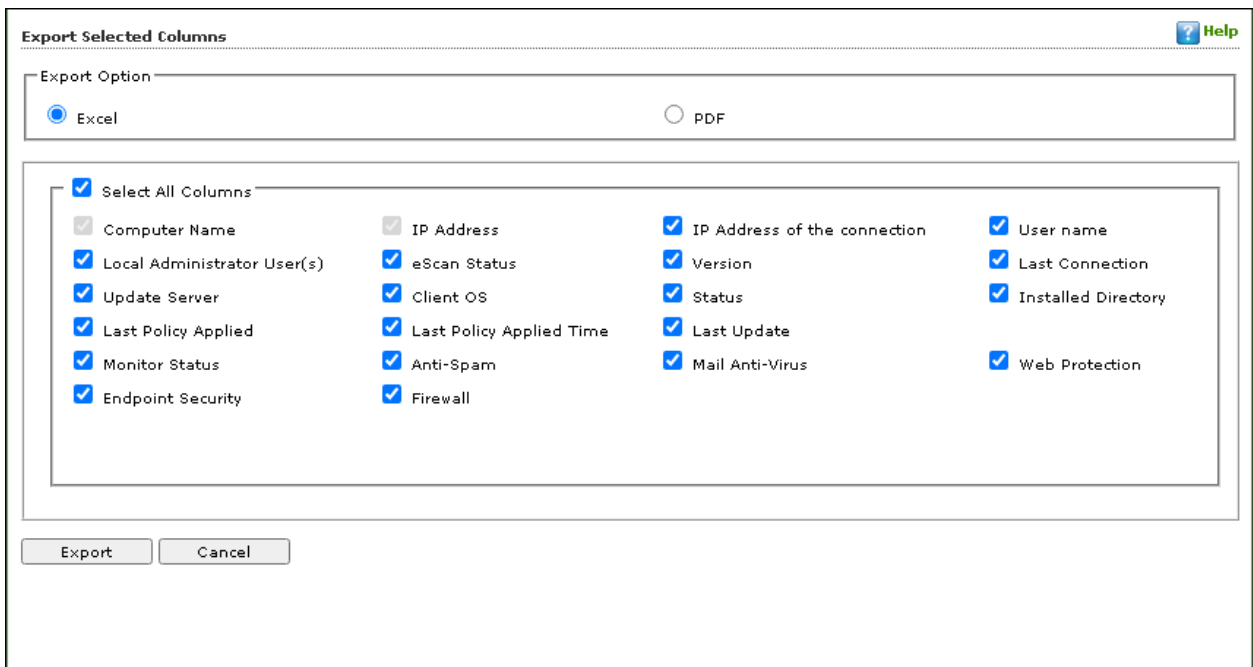 Export Selected Columns
? Help
Export Option
Excel PDF
Select All Columns
Computer Name IP Address IP Address of the connection User name
Local Administrator User(s) eScan Status Version Last Connection
Update Server Client OS Status Installed Directory
Last Policy Applied Last Policy Applied Time Last Update
Monitor Status Anti-Spam Mail Anti-Virus Web Protection
Endpoint Security Firewall
Export Cancel